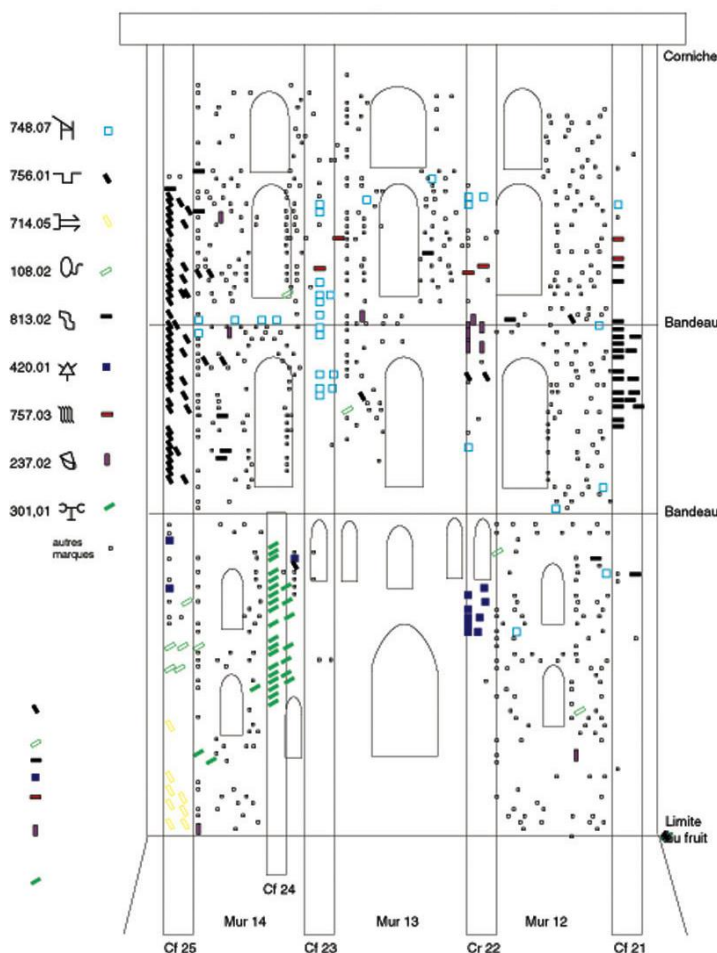 Corniche
748.07
756.01
714.05
108.02
813.02
Bandeau
420.01
757.03
237.02
301,01
Bandeau
autres
marques
Limite
du fruit
Cf 24
Mur 14
Mur 13
Mur 12
Cf 25
Cf 23
Cr 22
Cf 21